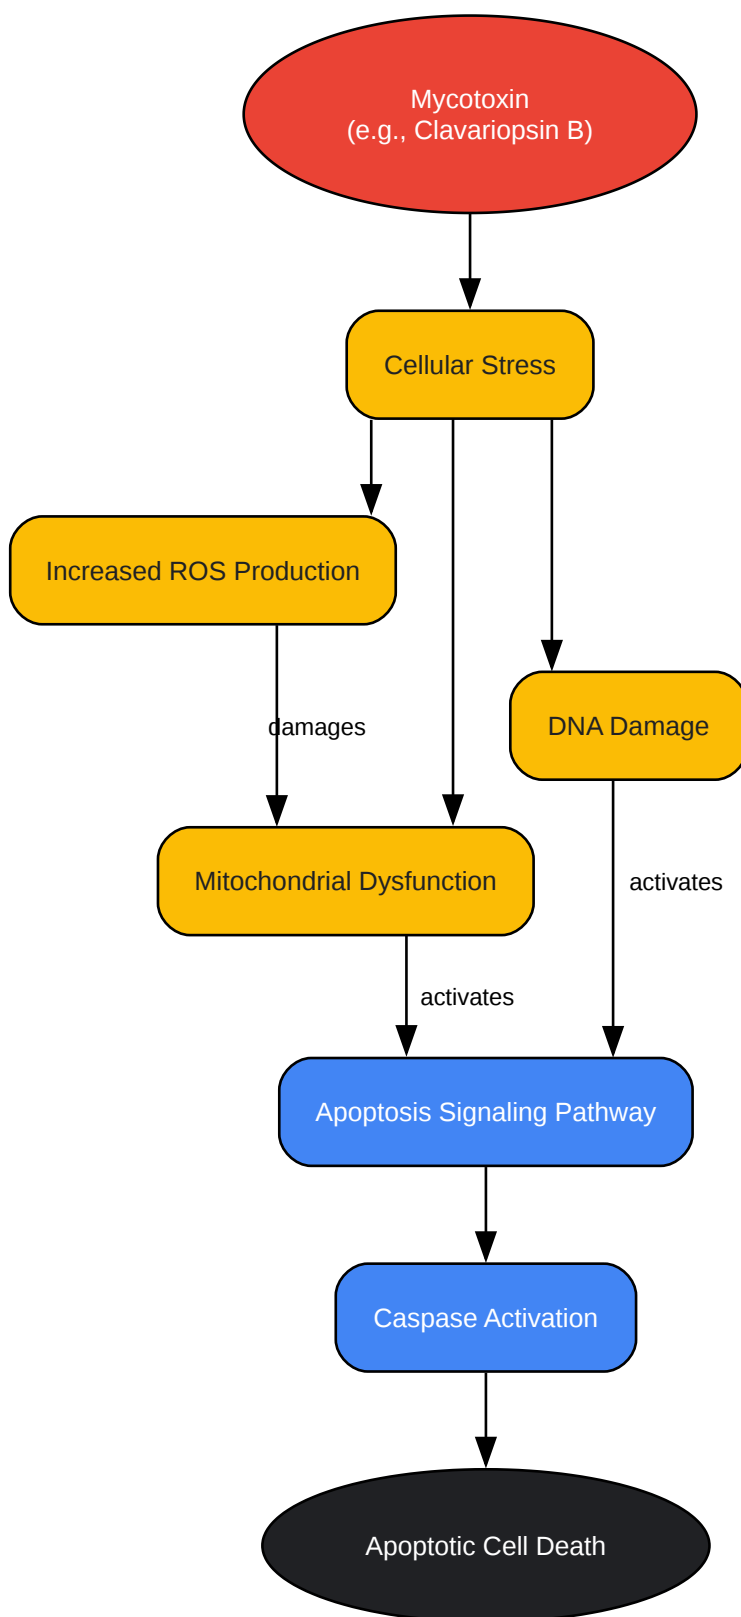 Mycotoxin
(e.g., Clavariopsin B)
Cellular Stress
Increased ROS Production
damages
DNA Damage
Mitochondrial Dysfunction
activates
activates
Apoptosis Signaling Pathway
Caspase Activation
Apoptotic Cell Death